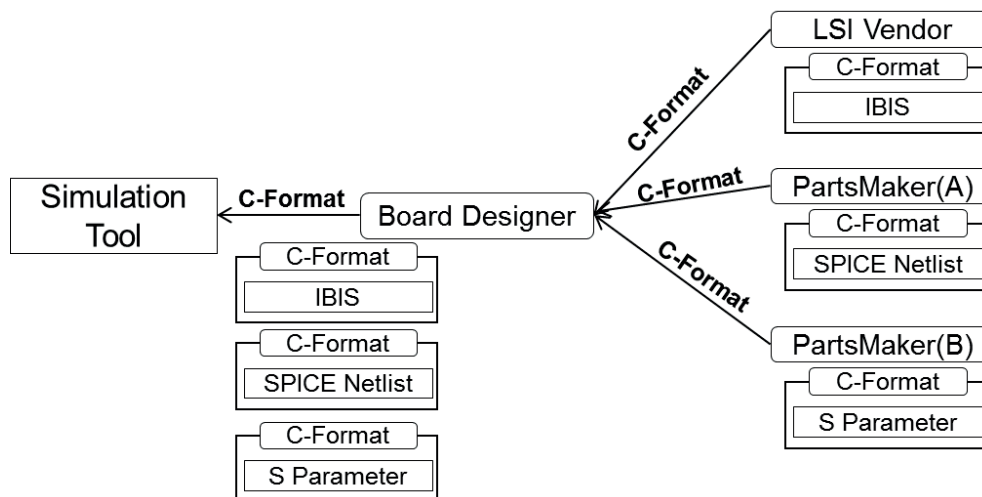 LSI Vendor
C-Format
IBIS
C-Format
C-Format
PartsMaker(A)
C-Format
SPICE Netlist
C-Format
PartsMaker(B)
C-Format
S Parameter
Simulation
Tool
C-Format
Board Designer
C-Format
IBIS
C-Format
SPICE Netlist
C-Format
S Parameter